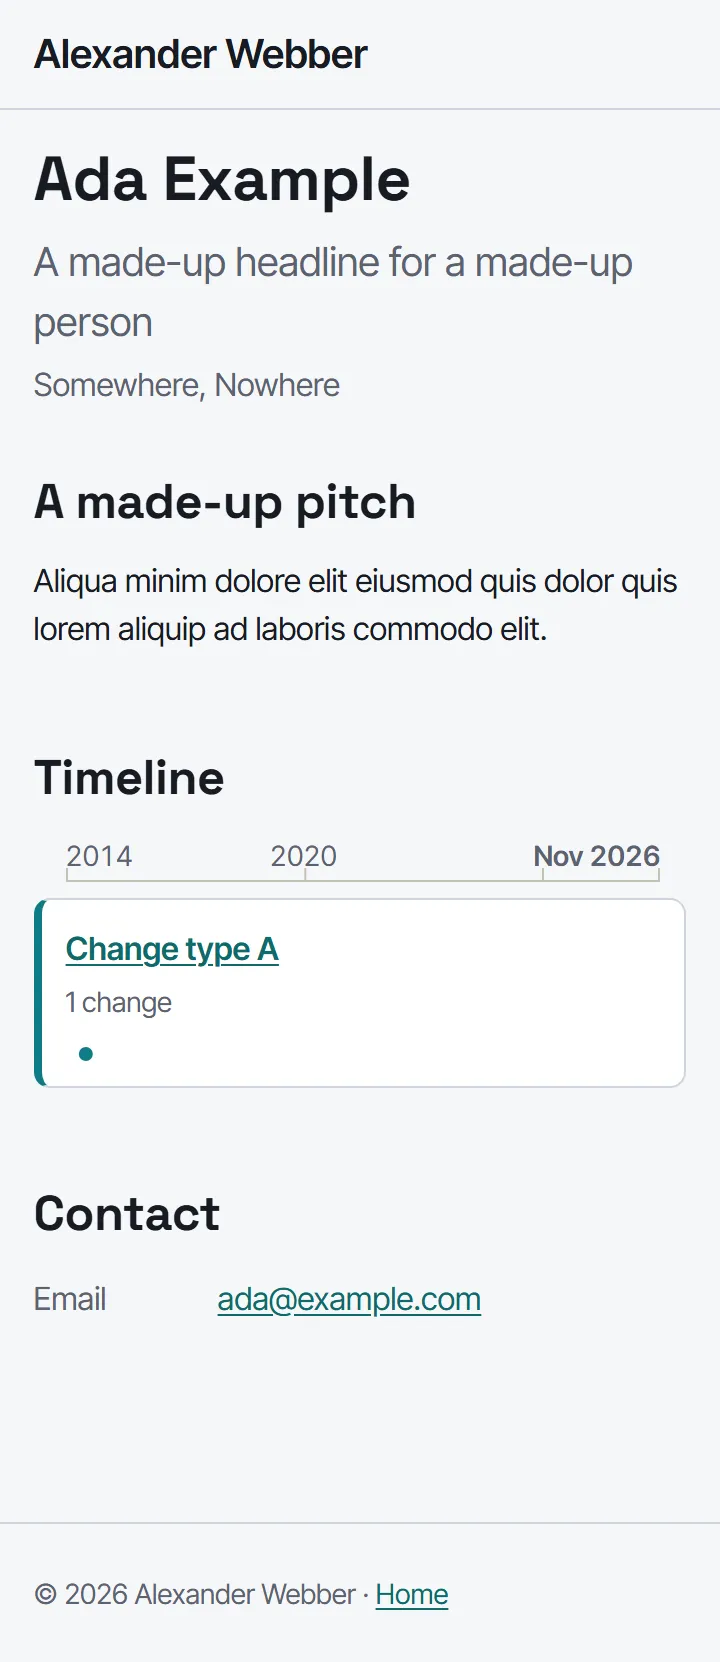 Alexander Webber
Ada Example
A made-up headline for a made-up
person
Somewhere, Nowhere
A made-up pitch
Aliqua minim dolore elit eiusmod quis dolor quis
lorem aliquip ad laboris commodo elit.
Timeline
2014 2020 Nov 2026
Change type A
1 change
Contact
Email ada@example.com
© 2026 Alexander Webber · Home